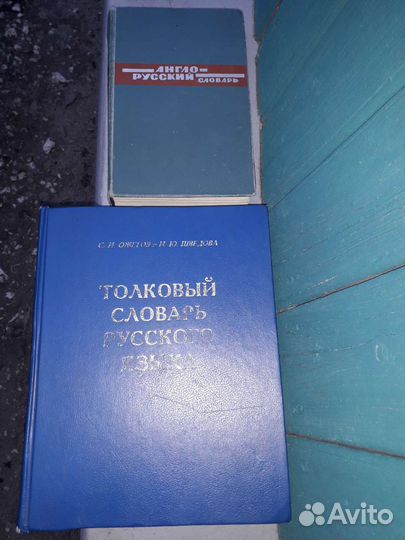 АНГЛО-
РУССКИЙ
СЛОВАРЬ
С. И. ОЖЕГОВ • Н. Ю. ШВЕДОВА
ТОЛКОВЫЙ
СЛОВАРЬ
РУССКОГО
ЯЗЫКА
Avito